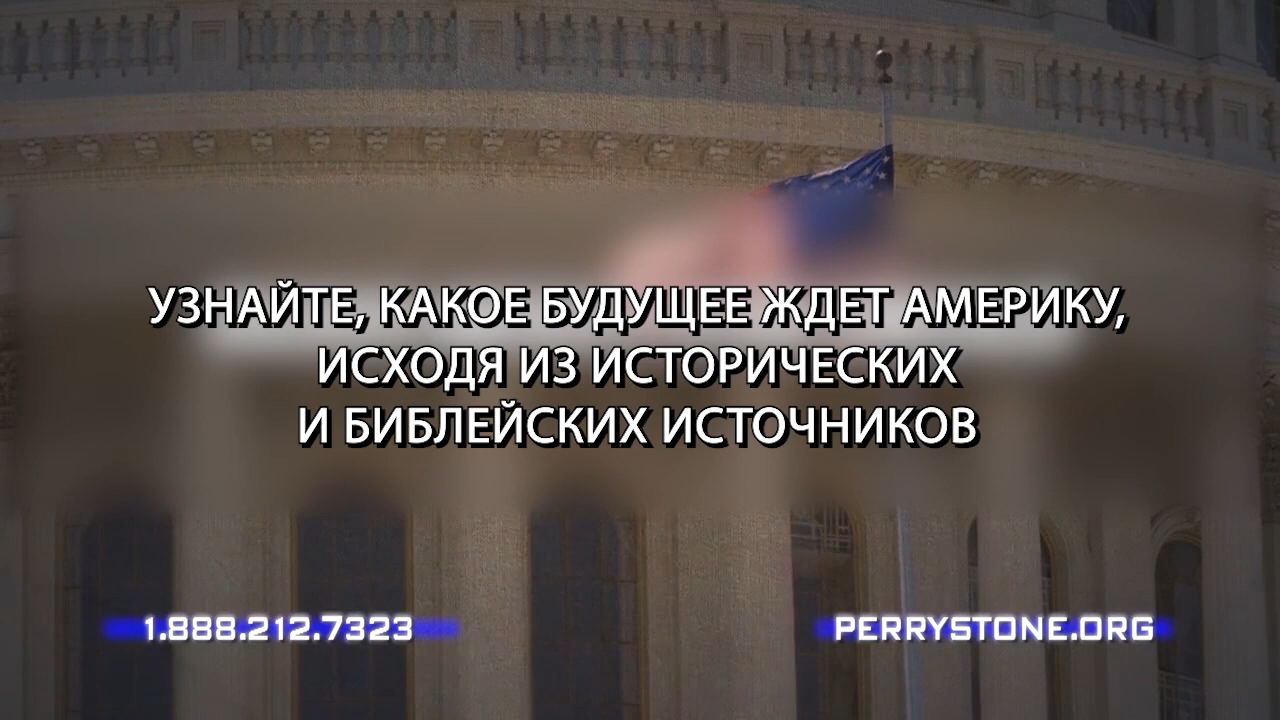 УЗНАЙТЕ, КАКОЕ БУДУЩЕЕ ЖДЕТ АМЕРИКУ,
ИСХОДЯ ИЗ ИСТОРИЧЕСКИХ
И БИБЛЕЙСКИХ ИСТОЧНИКОВ
1.888.212.7323
PERRYSTONE.ORG